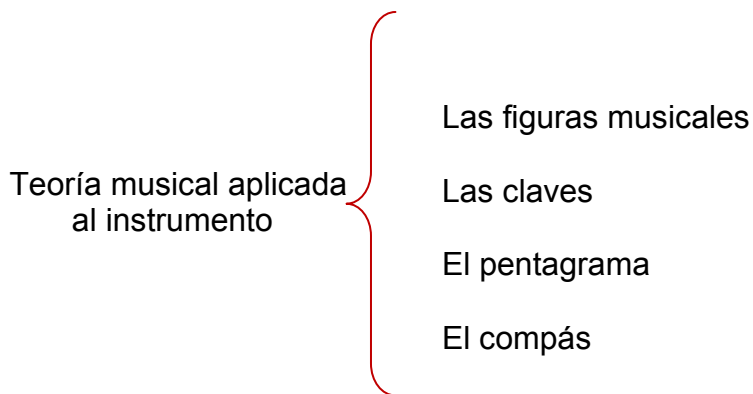 Teoría musical aplicada
al instrumento
Las figuras musicales
Las claves
El pentagrama
El compás